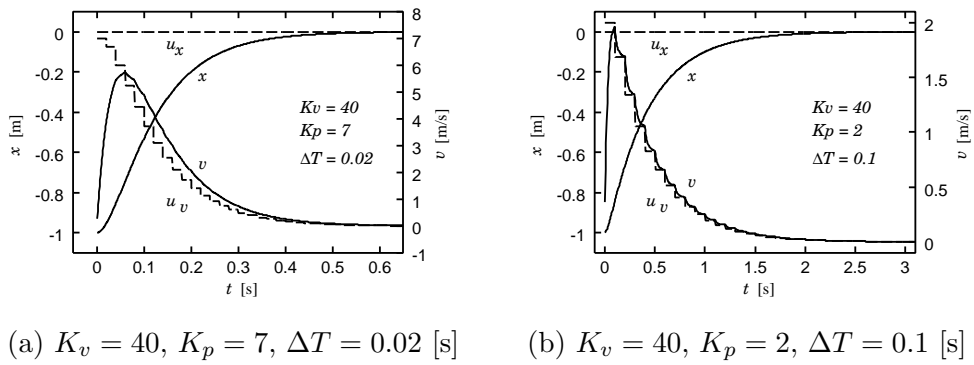 8
7
6
5
4
3
2
1
0
-1
0
-0.2
-0.4
-0.6
-0.8
-1
x [m]
v [m/s]
u_x
x
Kv = 40
Kp = 7
ΔT = 0.02
v
u_v
0 0.1 0.2 0.3 0.4 0.5 0.6
t [s]
0
-0.2
-0.4
-0.6
-0.8
-1
x [m]
2
1.5
1
0.5
0
v [m/s]
u_x
x
Kv = 40
Kp = 2
ΔT = 0.1
v
u_v
0 0.5 1 1.5 2 2.5 3
t [s]
(a) K_v = 40, K_p = 7, ΔT = 0.02 [s]
(b) K_v = 40, K_p = 2, ΔT = 0.1 [s]